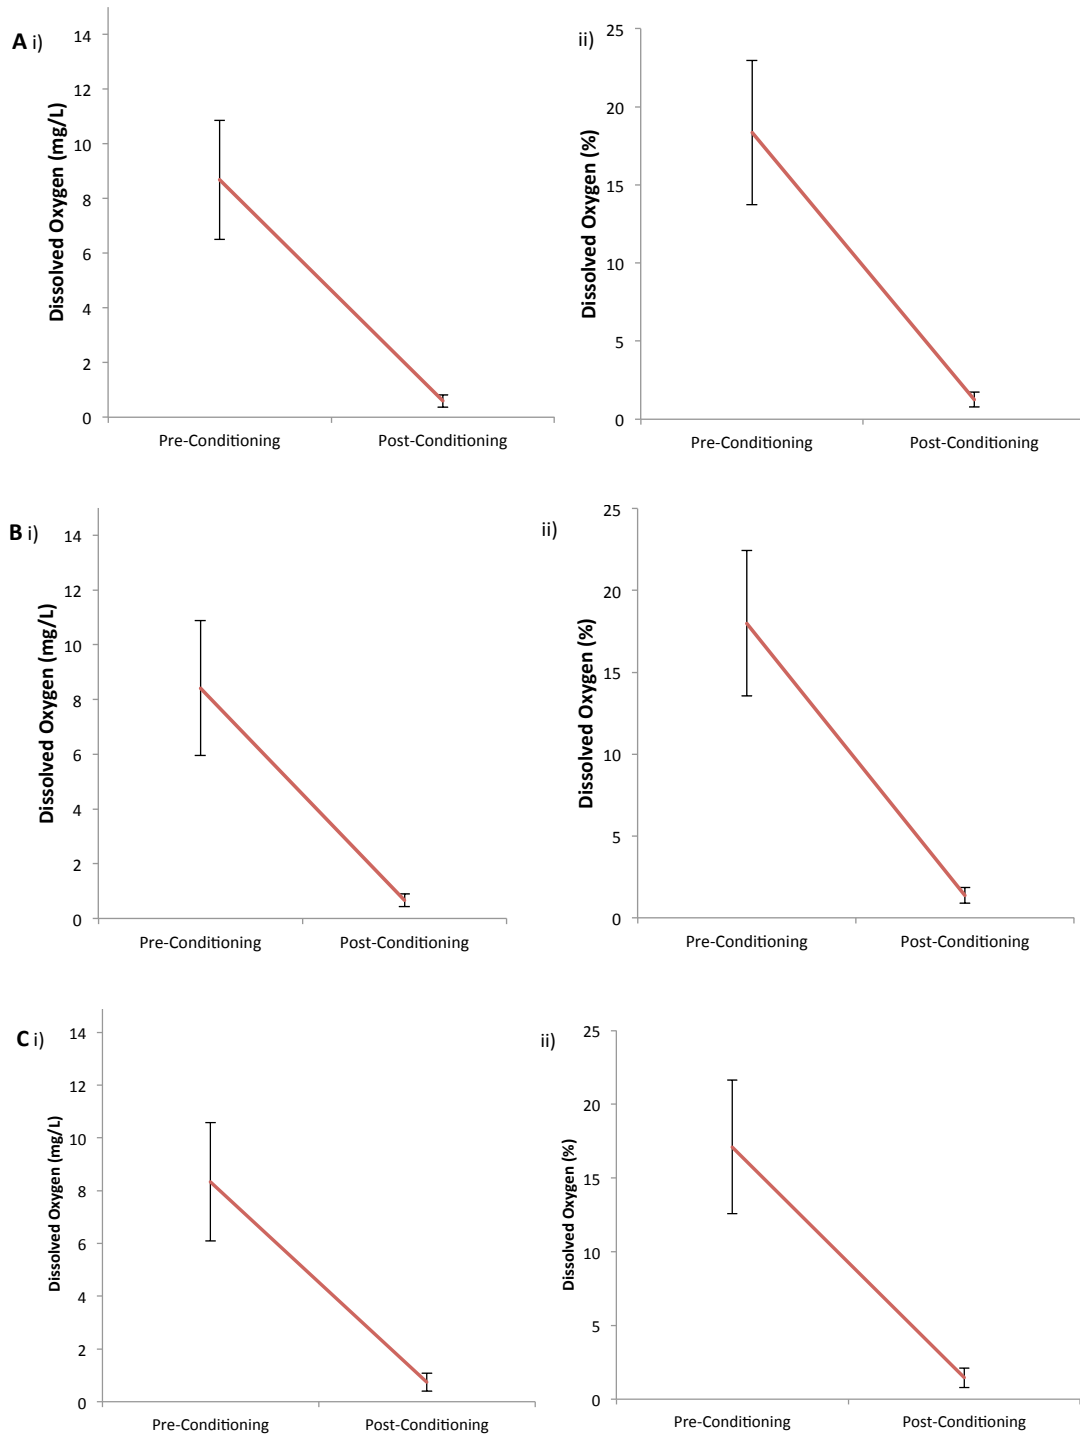 A i)
Dissolved Oxygen (mg/L)
14
12
10
8
6
4
2
0
Pre-Conditioning Post-Conditioning
ii)
Dissolved Oxygen (%)
25
20
15
10
5
0
Pre-Conditioning Post-Conditioning
B i)
Dissolved Oxygen (mg/L)
14
12
10
8
6
4
2
0
Pre-Conditioning Post-Conditioning
ii)
Dissolved Oxygen (%)
25
20
15
10
5
0
Pre-Conditioning Post-Conditioning
C i)
Dissolved Oxygen (mg/L)
14
12
10
8
6
4
2
0
Pre-Conditioning Post-Conditioning
ii)
Dissolved Oxygen (%)
25
20
15
10
5
0
Pre-Conditioning Post-Conditioning